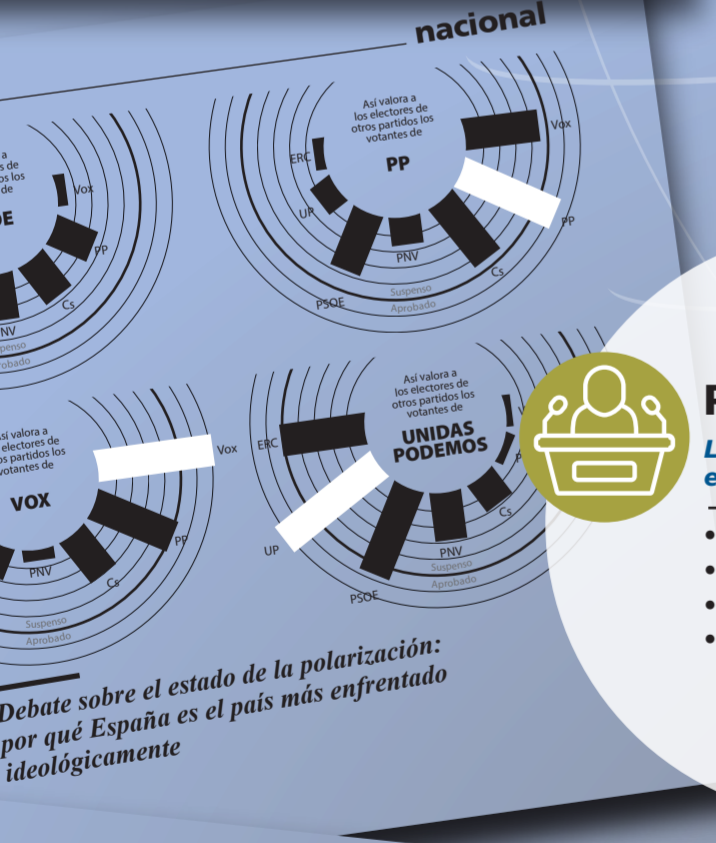 nacional
Así valora a
los electores de
otros partidos los
votantes de
PP
ERC
UP
PSOE
PNV
Cs
PP
Vox
Suspenso
Aprobado
Vox
PP
Cs
VOX
Vox
PP
Cs
PNV
Suspenso
Aprobado
Así valora a
los electores de
otros partidos los
votantes de
UNIDAS
PODEMOS
ERC
UP
PSOE
PNV
Cs
Suspenso
Aprobado
Debate sobre el estado de la polarización:
por qué España es el país más enfrentado
ideológicamente